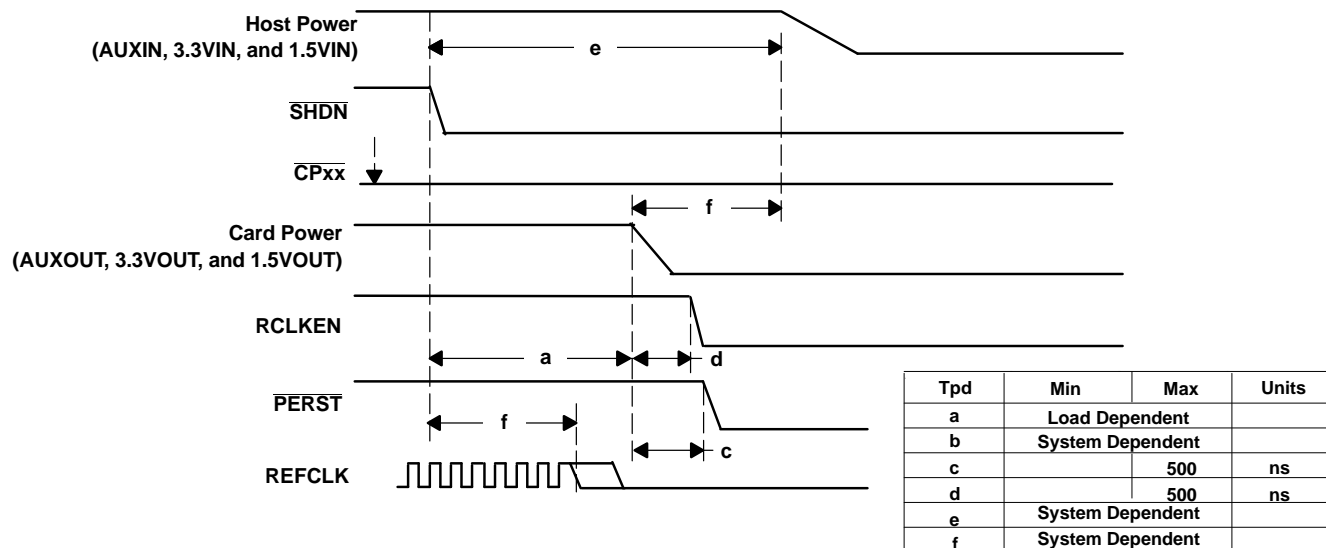 Host Power
(AUXIN, 3.3VIN, and 1.5VIN)
e
SHDN
CPxx
f
Card Power
(AUXOUT, 3.3VOUT, and 1.5VOUT)
RCLKEN
a
d
PERST
f
c
REFCLK
Tpd Min Max Units
a Load Dependent
b System Dependent
c 500 ns
d 500 ns
e System Dependent
f System Dependent